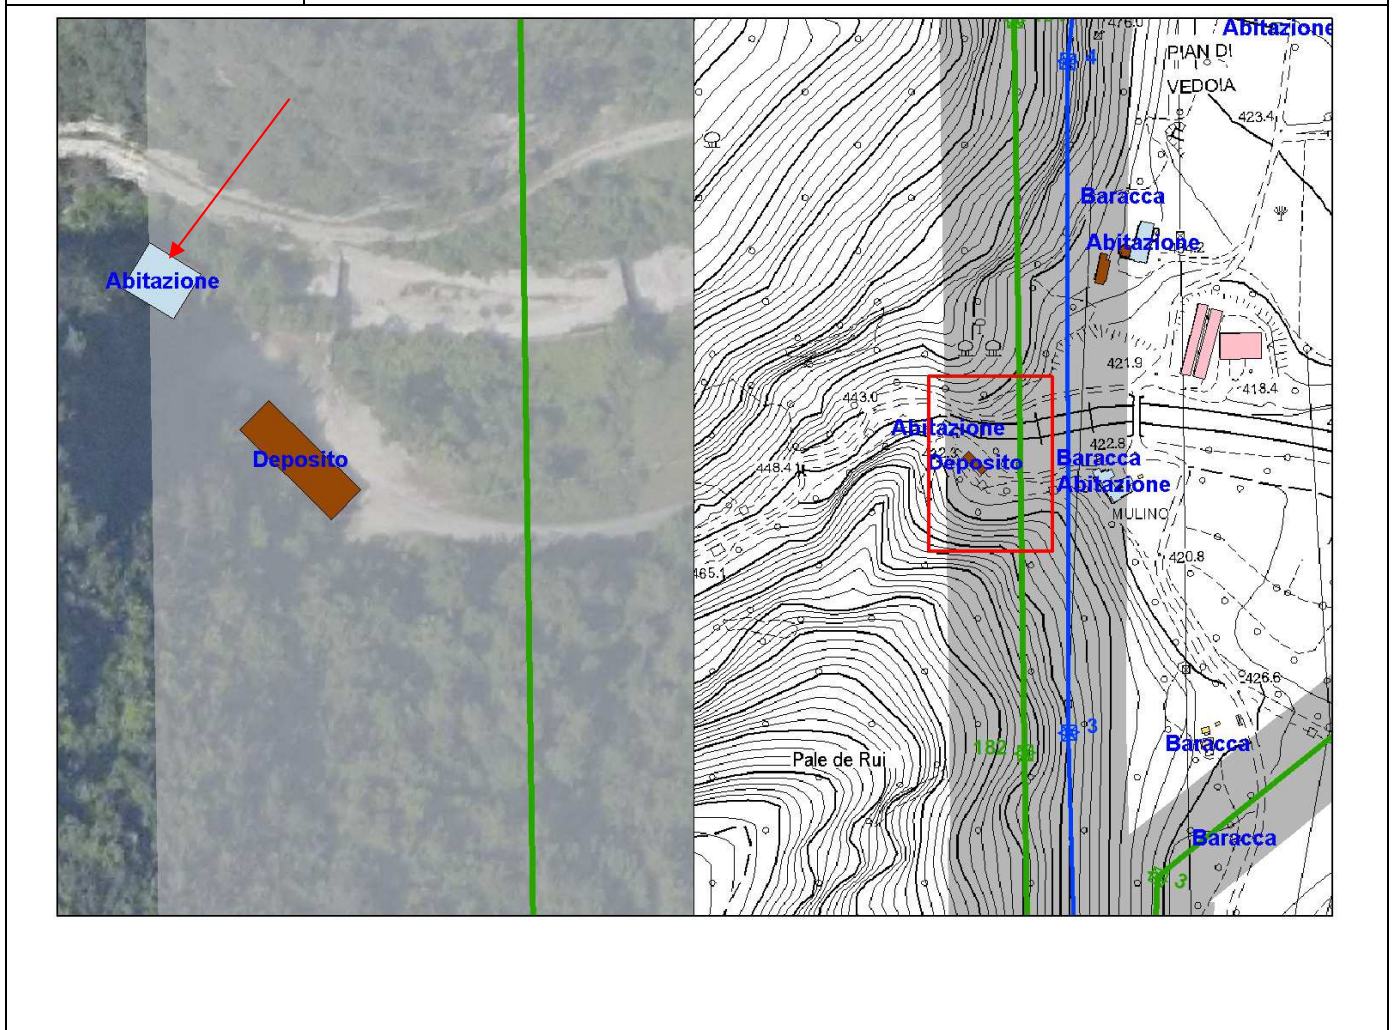 Abitazione
Deposito
476.0
Abitazione
4
PIAN DI
VEDOIA
423.4
Baracca
Abitazione
421.9
418.4
443.0
Abitazione
422.8
448.4
Deposito
Baracca
Abitazione
MULINO
420.8
465.1
426.6
182
3
Baracca
Pale de Rui
Baracca
3